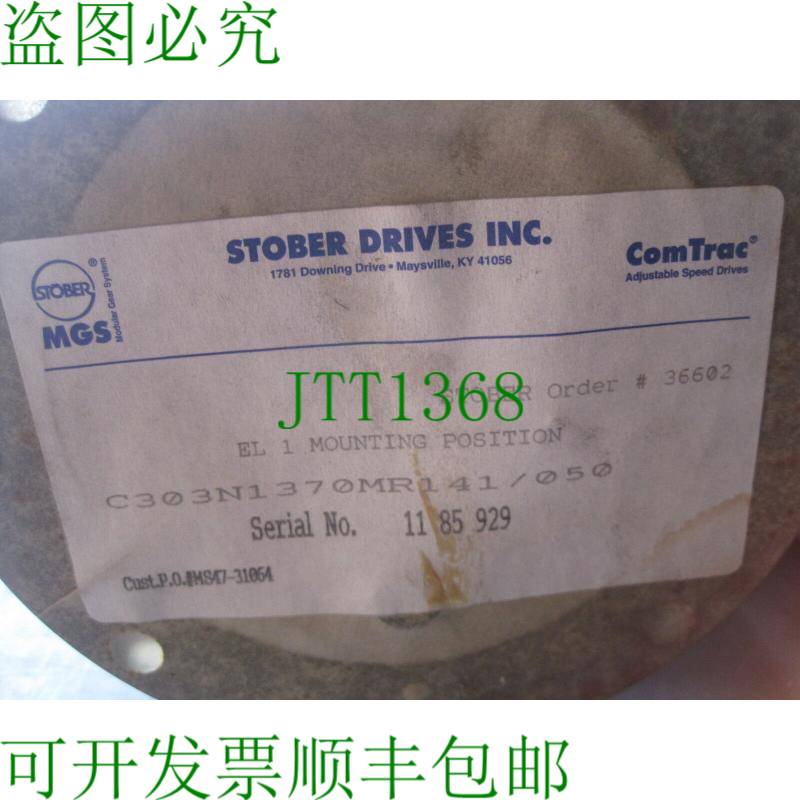 盗图必究
STOBER DRIVES INC.
1781 Downing Drive • Maysville, KY 41056
STOBER
®
MGS
Modular Gear System
ComTrac®
Adjustable Speed Drives
JTT1368
STOBER Order # 36602
EL 1 MOUNTING POSITION
C303N1370MR141/050
Serial No. 11 85 929
Cust.P.O.#MS47-31064
可开发票顺丰包邮